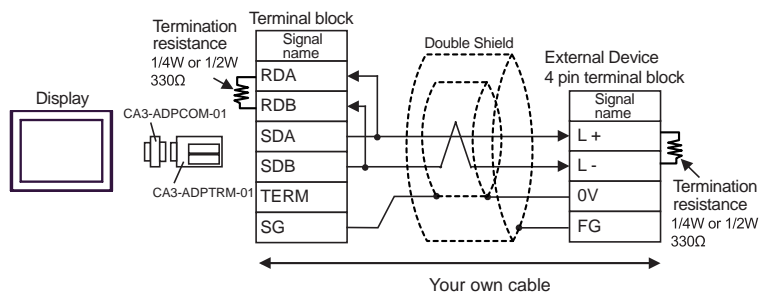 Termination
resistance
1/4W or 1/2W
330Ω
Terminal block
Signal
name
RDA
RDB
SDA
SDB
TERM
SG
Display
CA3-ADPCOM-01
CA3-ADPTRM-01
Double Shield
External Device
4 pin terminal block
Signal
name
L +
L -
0V
FG
Termination
resistance
1/4W or 1/2W
330Ω
Your own cable